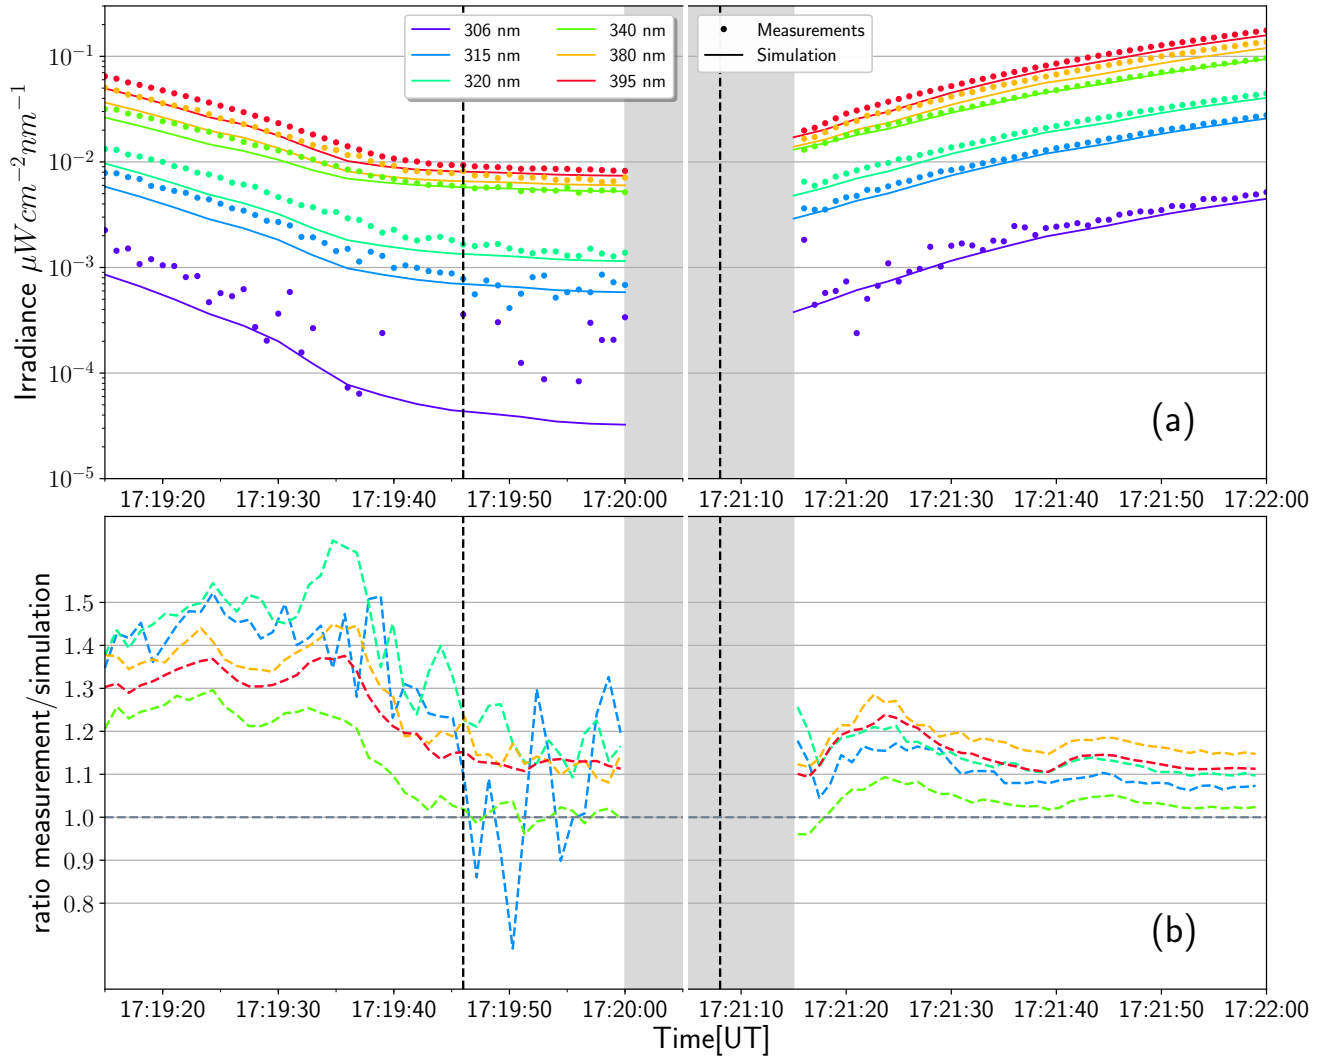 306 nm 340 nm
315 nm 380 nm
320 nm 395 nm
Measurements
Simulation
Irradiance μWcm⁻²nm⁻¹
10⁻¹
10⁻²
10⁻³
10⁻⁴
10⁻⁵
(a)
17:19:20 17:19:30 17:19:40 17:19:50 17:20:00 17:21:10 17:21:20 17:21:30 17:21:40 17:21:50 17:22:00
ratio measurement/simulation
1.5
1.4
1.3
1.2
1.1
1.0
0.9
0.8
(b)
17:19:20 17:19:30 17:19:40 17:19:50 17:20:00 17:21:10 17:21:20 17:21:30 17:21:40 17:21:50 17:22:00
Time[UT]